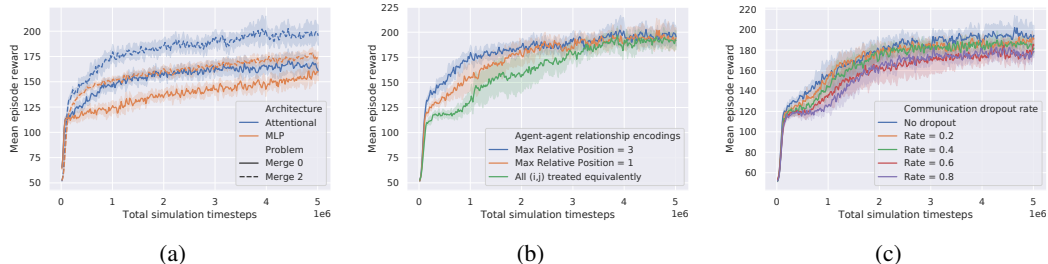 200
175
150
125
100
75
50
Mean episode reward
Architecture
Attentional
MLP
Problem
Merge 0
Merge 2
0 1 2 3 4 5
Total simulation timesteps 1e6
(a)
225
200
175
150
125
100
75
50
Mean episode reward
Agent-agent relationship encodings
Max Relative Position = 3
Max Relative Position = 1
All (i,j) treated equivalently
0 1 2 3 4 5
Total simulation timesteps 1e6
(b)
220
200
180
160
140
120
100
80
60
Mean episode reward
Communication dropout rate
No dropout
Rate = 0.2
Rate = 0.4
Rate = 0.6
Rate = 0.8
0 1 2 3 4 5
Total simulation timesteps 1e6
(c)